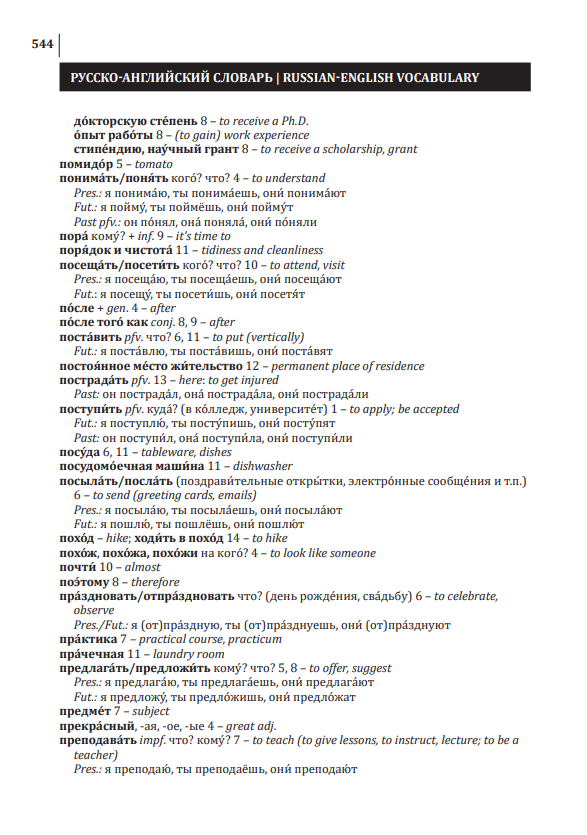 544
РУССКО-АНГЛИЙСКИЙ СЛОВАРЬ | RUSSIAN-ENGLISH VOCABULARY
до́кторскую сте́пень 8 – to receive a Ph.D.
о́пыт рабо́ты 8 – (to gain) work experience
стипе́ндию, нау́чный грант 8 – to receive a scholarship, grant
помидо́р 5 – tomato
понима́ть/поня́ть кого́? что? 4 – to understand
Pres.: я понима́ю, ты понима́ешь, они́ понима́ют
Fut.: я пойму́, ты поймёшь, они́ пойму́т
Past pfv.: он по́нял, она́ поняла́, они́ по́няли
пора́ кому́? + inf. 9 – it’s time to
поря́док и чистота́ 11 – tidiness and cleanliness
посеща́ть/посети́ть кого́? что? 10 – to attend, visit
Pres.: я посеща́ю, ты посеща́ешь, они́ посеща́ют
Fut.: я посещу́, ты посети́шь, они́ посетя́т
по́сле + gen. 4 – after
по́сле того́ как conj. 8, 9 – after
поста́вить pfv. что? 6, 11 – to put (vertically)
Fut.: я поста́влю, ты поста́вишь, они́ поста́вят
постоя́нное ме́сто жи́тельство 12 – permanent place of residence
пострада́ть pfv. 13 – here: to get injured
Past: он пострада́л, она́ пострада́ла, они́ пострада́ли
поступи́ть pfv. куда́? (в ко́лледж, университе́т) 1 – to apply; be accepted
Fut.: я поступлю́, ты посту́пишь, они́ посту́пят
Past: он поступи́л, она́ поступи́ла, они́ поступи́ли
посу́да 6, 11 – tableware, dishes
посудомо́ечная маши́на 11 – dishwasher
посыла́ть/посла́ть (поздрави́тельные откры́тки, электро́нные сообще́ния и т.п.)
6 – to send (greeting cards, emails)
Pres.: я посыла́ю, ты посыла́ешь, они́ посыла́ют
Fut.: я пошлю́, ты пошлёшь, они́ пошлю́т
похо́д – hike; ходи́ть в похо́д 14 – to hike
похо́ж, похо́жа, похо́жи на кого́? 4 – to look like someone
почти́ 10 – almost
поэ́тому 8 – therefore
пра́здновать/отпра́здновать что? (день рожде́ния, сва́дьбу) 6 – to celebrate,
observe
Pres./Fut.: я (от)пра́здную, ты (от)пра́зднуешь, они́ (от)пра́зднуют
пра́ктика 7 – practical course, practicum
пра́чечная 11 – laundry room
предлага́ть/предложи́ть кому́? что? 5, 8 – to offer, suggest
Pres.: я предлага́ю, ты предлага́ешь, они́ предлага́ют
Fut.: я предложу́, ты предло́жишь, они́ предло́жат
предме́т 7 – subject
прекра́сный, -ая, -ое, -ые 4 – great adj.
преподава́ть impf. что? кому́? 7 – to teach (to give lessons, to instruct, lecture; to be a
teacher)
Pres.: я преподаю́, ты преподаёшь, они́ преподаю́т